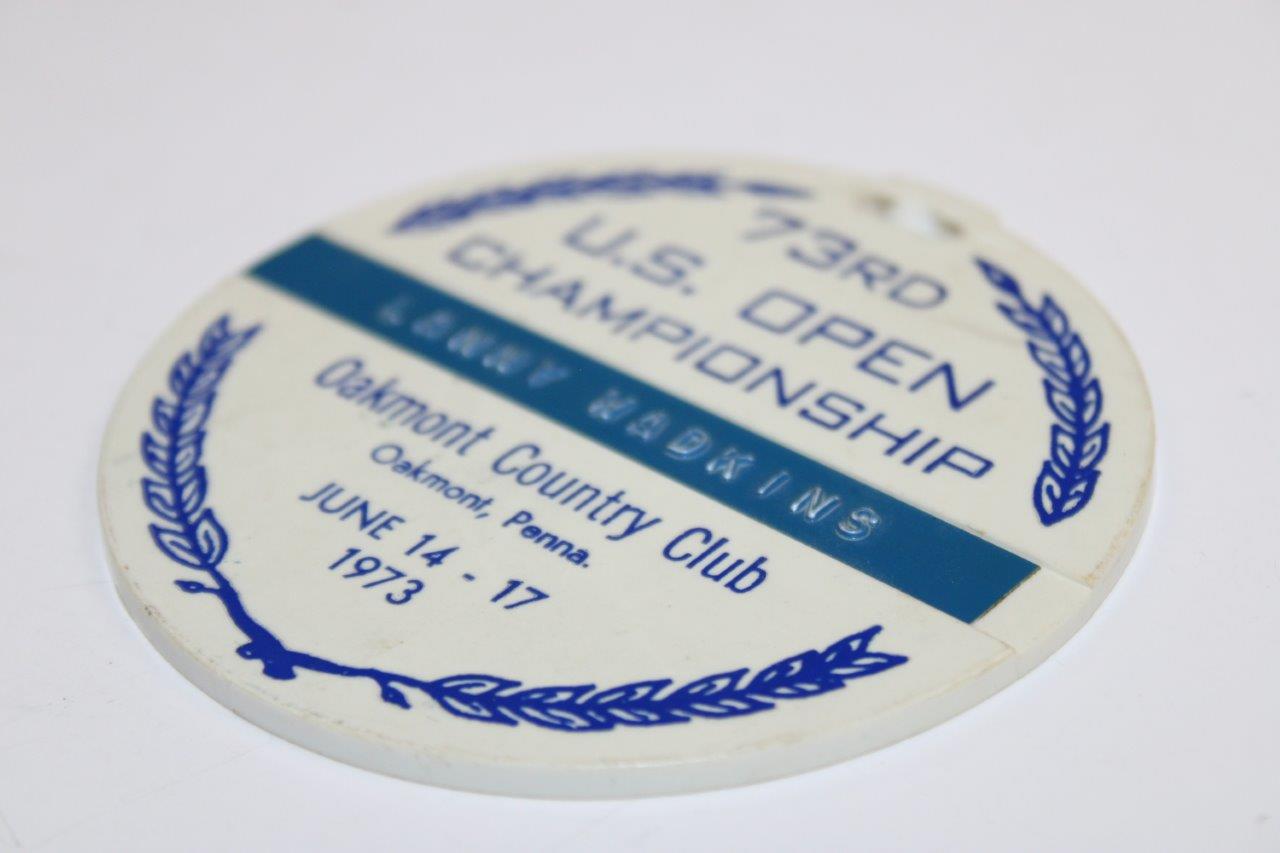 73RD
U.S. OPEN
CHAMPIONSHIP
LANNY WADKINS
Oakmont Country Club
Oakmont, Penna.
JUNE 14 - 17
1973